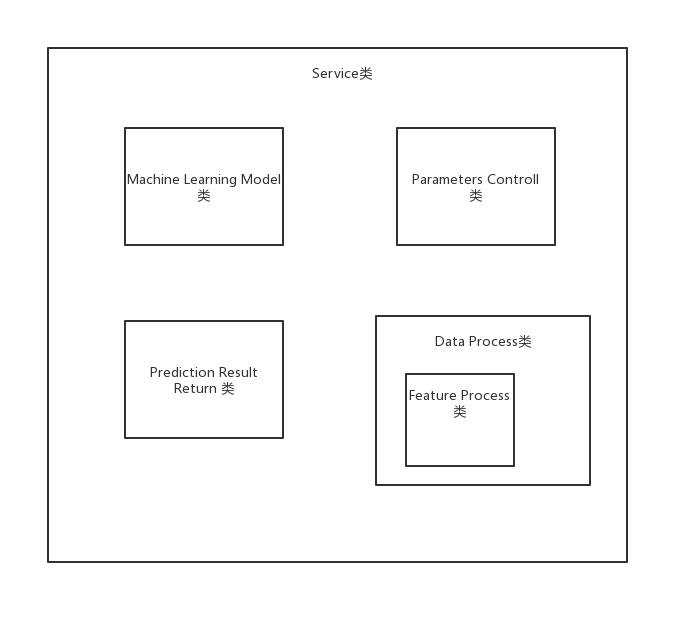 Service类
Machine Learning Model
类
Parameters Controll
类
Prediction Result
Return 类
Data Process类
Feature Process
类